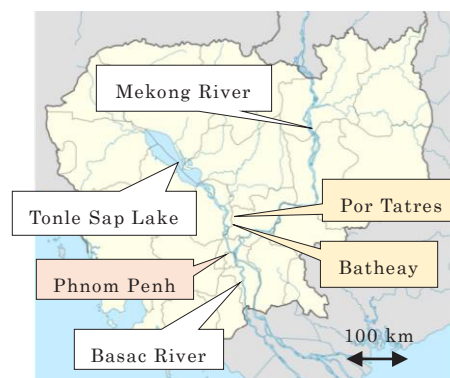 Mekong River
Tonle Sap Lake
Por Tatres
Batheay
Phnom Penh
Basac River
100 km